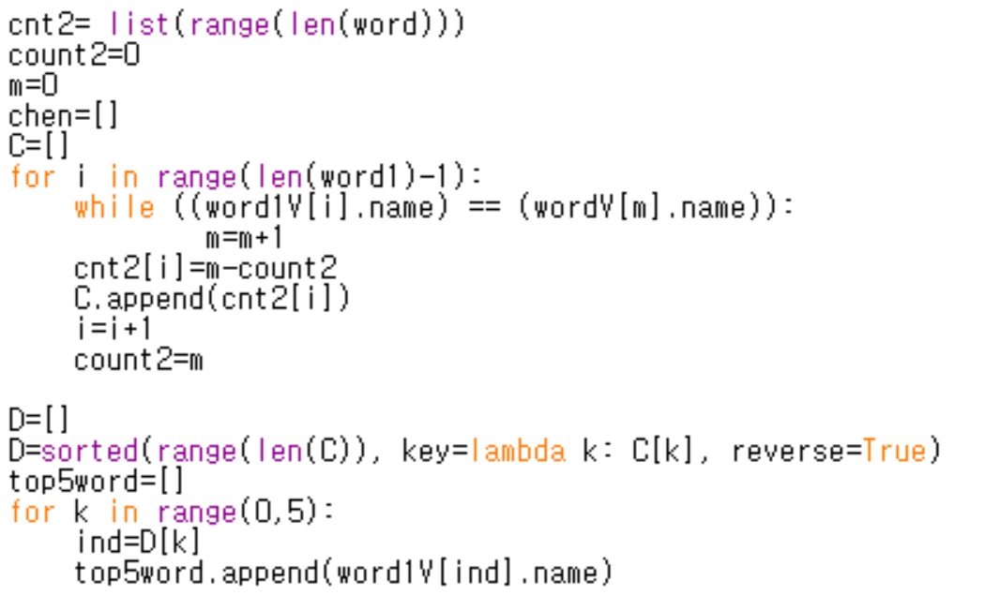 cnt2= list(range(len(word)))
count2=0
m=0
chen=[]
C=[]
for i in range(len(word1)-1):
    while ((word1V[i].name) == (wordV[m].name)):
            m=m+1
    cnt2[i]=m-count2
    C.append(cnt2[i])
    i=i+1
    count2=m

D=[]
D=sorted(range(len(C)), key=lambda k: C[k], reverse=True)
top5word=[]
for k in range(0,5):
    ind=D[k]
    top5word.append(word1V[ind].name)